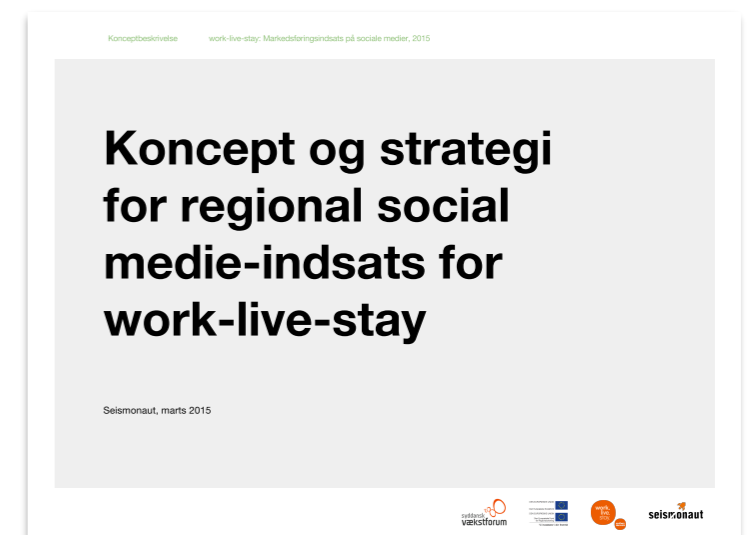 Konceptbeskrivelse work-live-stay: Markedsføringsindsats på sociale medier, 2015
Koncept og strategi
for regional social
medie-indsats for
work-live-stay
Seismonaut, marts 2015
syddansk
vækstforum
work.
live.
stay.
seismonaut